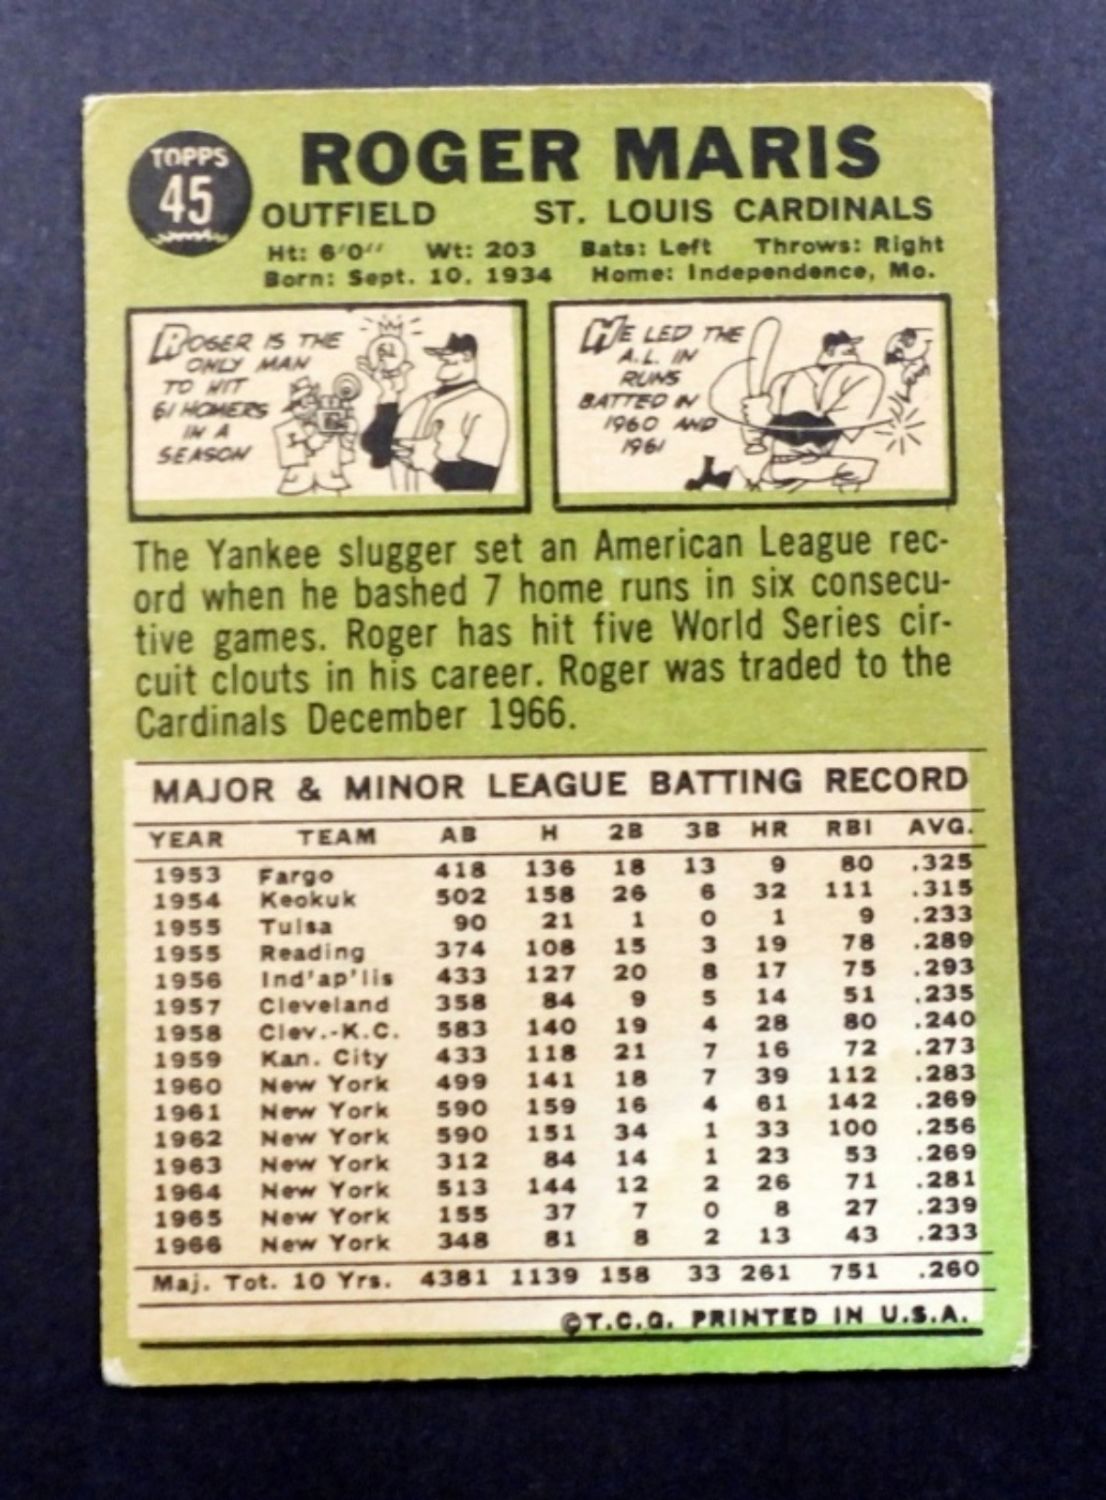 TOPPS
45
ROGER MARIS
OUTFIELD ST. LOUIS CARDINALS
Ht: 6'0" Wt: 203 Bats: Left Throws: Right
Born: Sept. 10, 1934 Home: Independence, Mo.
ROGER IS THE
ONLY MAN
TO HIT
61 HOMERS
IN A
SEASON
61
HE LED THE
A.L. IN
RUNS
BATTED IN
1960 AND
1961
The Yankee slugger set an American League rec-
ord when he bashed 7 home runs in six consecu-
tive games. Roger has hit five World Series cir-
cuit clouts in his career. Roger was traded to the
Cardinals December 1966.
MAJOR & MINOR LEAGUE BATTING RECORD
YEAR TEAM AB H 2B 3B HR RBI AVG.
1953 Fargo 418 136 18 13 9 80 .325
1954 Keokuk 502 158 26 6 32 111 .315
1955 Tulsa 90 21 1 0 1 9 .233
1955 Reading 374 108 15 3 19 78 .289
1956 Ind'ap'lis 433 127 20 8 17 75 .293
1957 Cleveland 358 84 9 5 14 51 .235
1958 Clev.-K.C. 583 140 19 4 28 80 .240
1959 Kan. City 433 118 21 7 16 72 .273
1960 New York 499 141 18 7 39 112 .283
1961 New York 590 159 16 4 61 142 .269
1962 New York 590 151 34 1 33 100 .256
1963 New York 312 84 14 1 23 53 .269
1964 New York 513 144 12 2 26 71 .281
1965 New York 155 37 7 0 8 27 .239
1966 New York 348 81 8 2 13 43 .233
Maj. Tot. 10 Yrs. 4381 1139 158 33 261 751 .260
©T.C.G. PRINTED IN U.S.A.